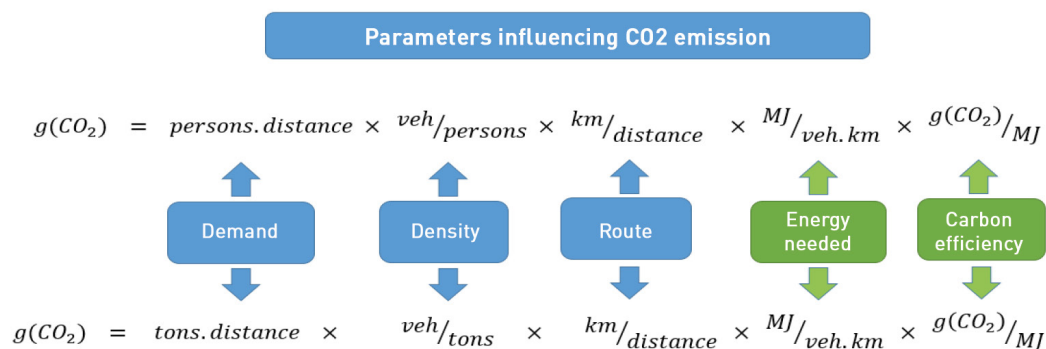 Parameters influencing CO2 emission
g(CO₂) = persons.distance × veh/persons × km/distance × MJ/veh.km × g(CO₂)/MJ
Demand Density Route Energy needed Carbon efficiency
g(CO₂) = tons.distance × veh/tons × km/distance × MJ/veh.km × g(CO₂)/MJ